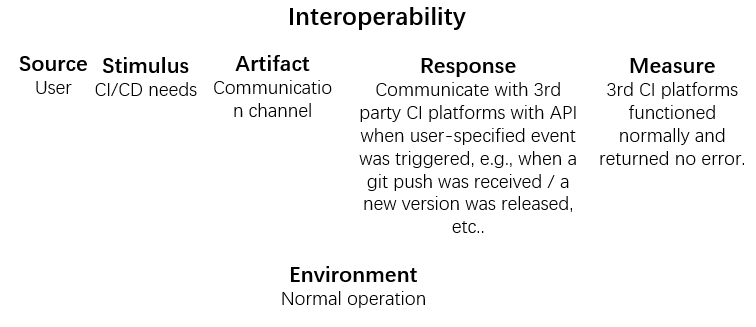 Interoperability
Source
User
Stimulus
CI/CD needs
Artifact
Communicatio
n channel
Response
Communicate with 3rd
party CI platforms with API
when user-specified event
was triggered, e.g., when a
git push was received / a
new version was released,
etc..
Measure
3rd CI platforms
functioned
normally and
returned no error.
Environment
Normal operation